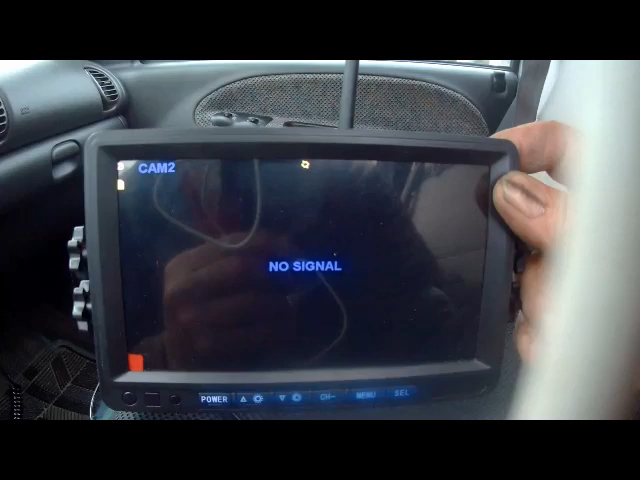 CAM2
NO SIGNAL
POWER ▲ ▼ CH- MENU SEL